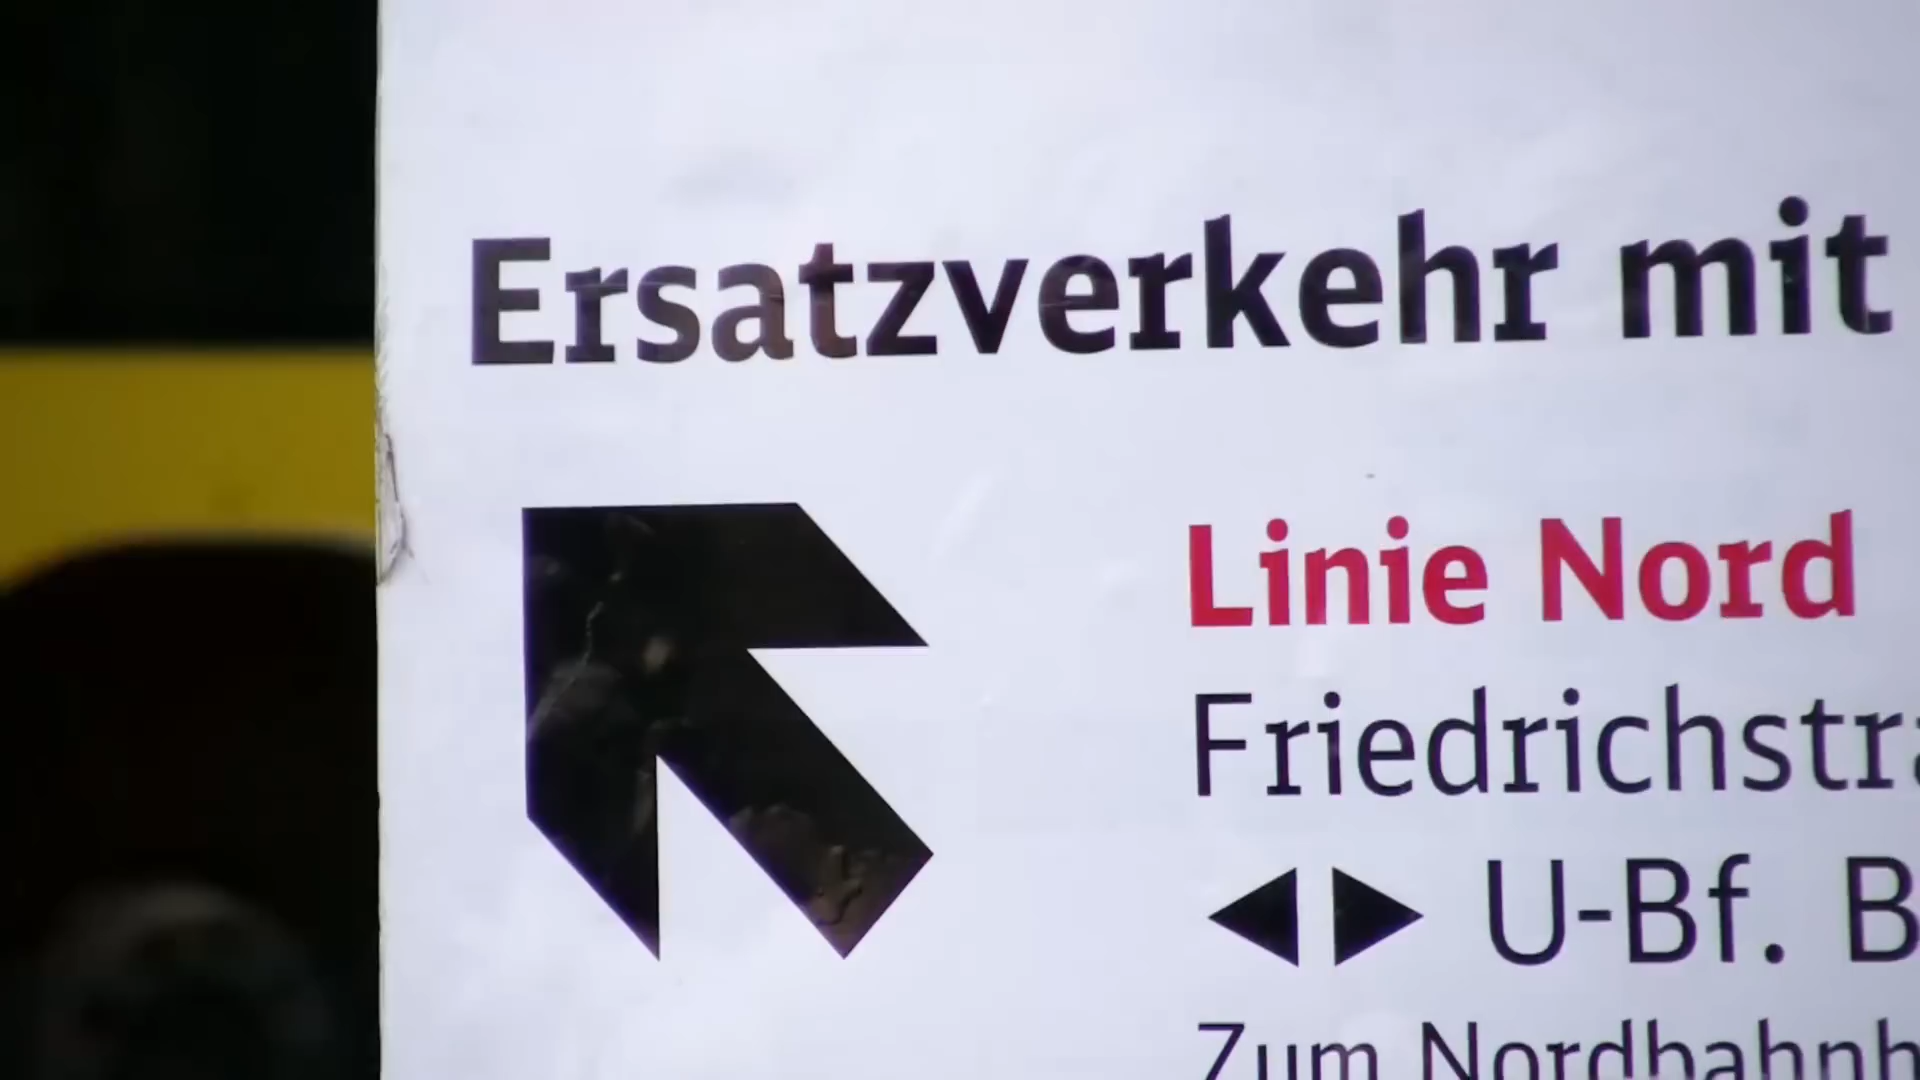 Ersatzverkehr mit
Linie Nord
Friedrichstra
◀ ▶ U-Bf. B
Zum Nordbahnh